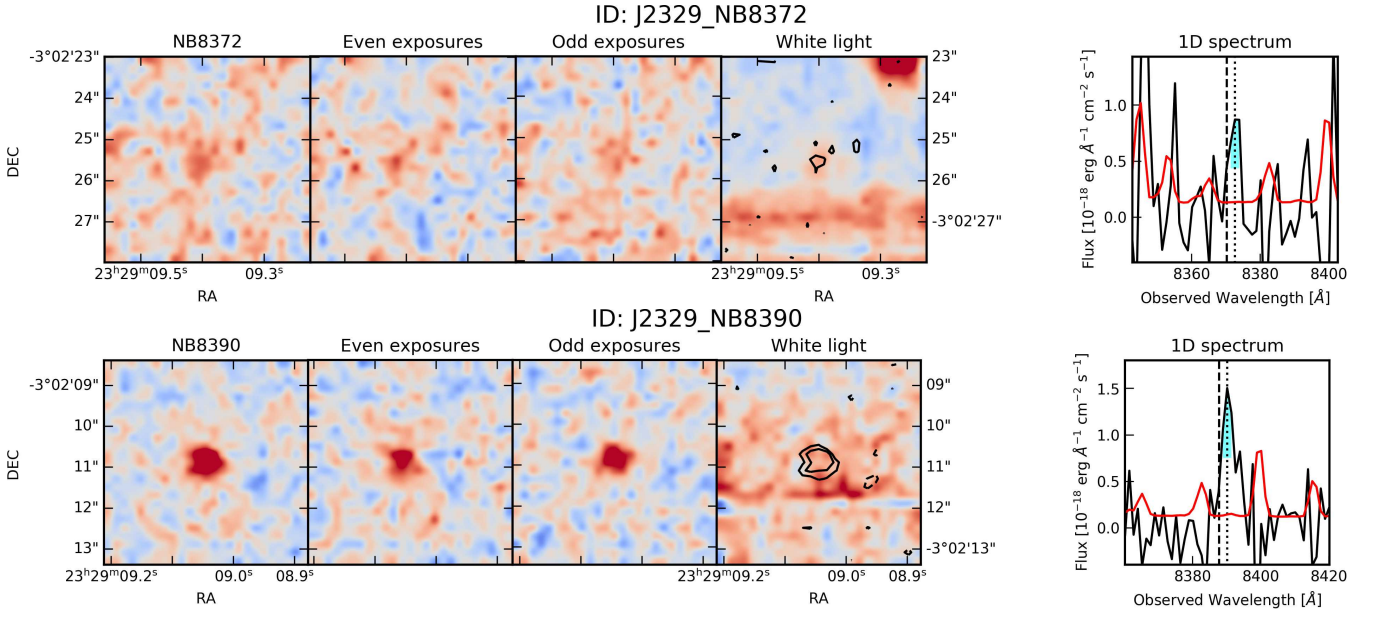 ID: J2329_NB8372
NB8372 Even exposures Odd exposures White light 1D spectrum
-3°02'23" 23"
24" 24"
25" 25"
26" 26"
27" -3°02'27"
DEC
23ʰ29ᵐ09.5ˢ 09.3ˢ 23ʰ29ᵐ09.5ˢ 09.3ˢ
RA RA
Flux [10⁻¹⁸ erg Å⁻¹ cm⁻² s⁻¹]
1.0
0.5
0.0
8360 8380 8400
Observed Wavelength [Å]
ID: J2329_NB8390
NB8390 Even exposures Odd exposures White light 1D spectrum
-3°02'09" 09"
10" 10"
11" 11"
12" 12"
13" -3°02'13"
DEC
23ʰ29ᵐ09.2ˢ 09.0ˢ 08.9ˢ 23ʰ29ᵐ09.2ˢ 09.0ˢ 08.9ˢ
RA RA
Flux [10⁻¹⁸ erg Å⁻¹ cm⁻² s⁻¹]
1.5
1.0
0.5
0.0
8380 8400 8420
Observed Wavelength [Å]